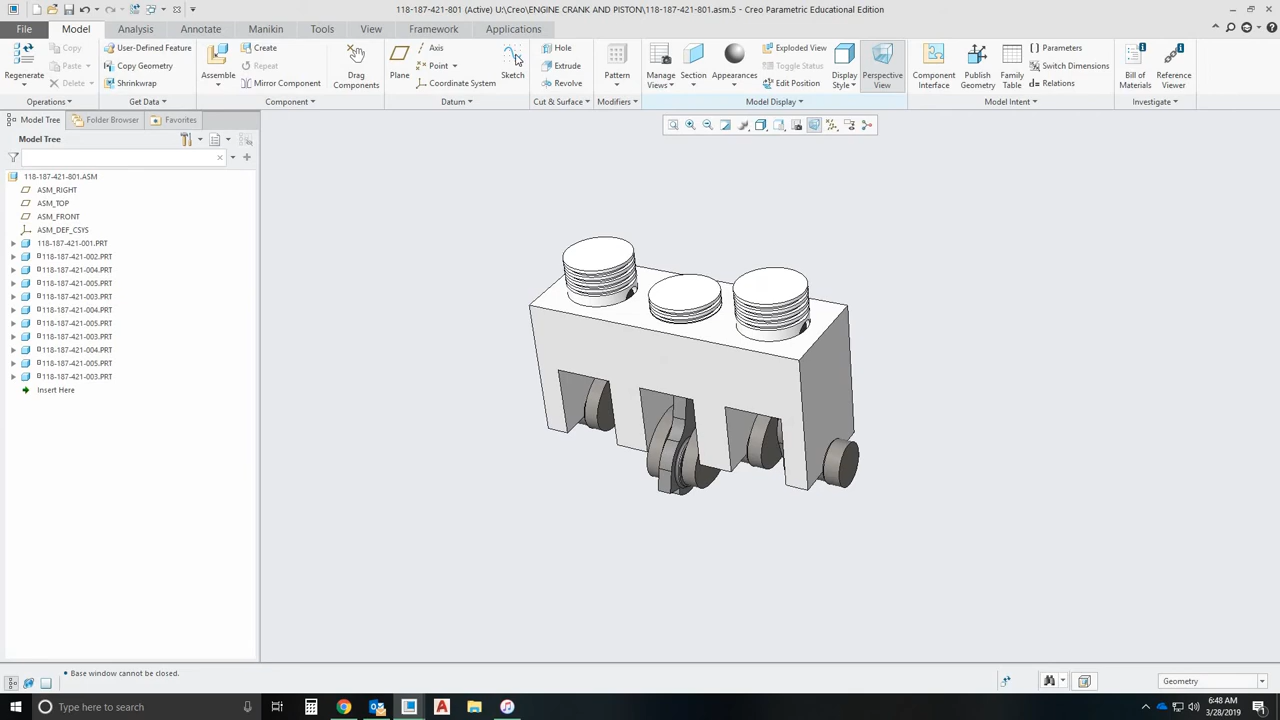 118-187-421-801 (Active) U:\Creo\ENGINE CRANK AND PISTON\118-187-421-801.asm.5 - Creo Parametric Educational Edition
File Model Analysis Annotate Manikin Tools View Framework Applications
Regenerate
Copy
Paste
Delete
Operations
User-Defined Feature
Copy Geometry
Shrinkwrap
Get Data
Assemble
Create
Repeat
Mirror Component
Component
Drag
Components
Plane
Axis
Point
Coordinate System
Sketch
Datum
Hole
Extrude
Revolve
Cut & Surface
Pattern
Modifiers
Manage
Views
Section
Appearances
Exploded View
Toggle Status
Edit Position
Display
Style
Perspective
View
Model Display
Component
Interface
Publish
Geometry
Family
Table
Parameters
Switch Dimensions
Relations
Model Intent
Bill of
Materials
Reference
Viewer
Investigate
Model Tree Folder Browser Favorites
Model Tree
118-187-421-801.ASM
ASM_RIGHT
ASM_TOP
ASM_FRONT
ASM_DEF_CSYS
118-187-421-001.PRT
118-187-421-002.PRT
118-187-421-004.PRT
118-187-421-005.PRT
118-187-421-003.PRT
118-187-421-004.PRT
118-187-421-005.PRT
118-187-421-003.PRT
118-187-421-004.PRT
118-187-421-005.PRT
118-187-421-003.PRT
Insert Here
• Base window cannot be closed.
Geometry
Type here to search
6:48 AM
3/28/2019